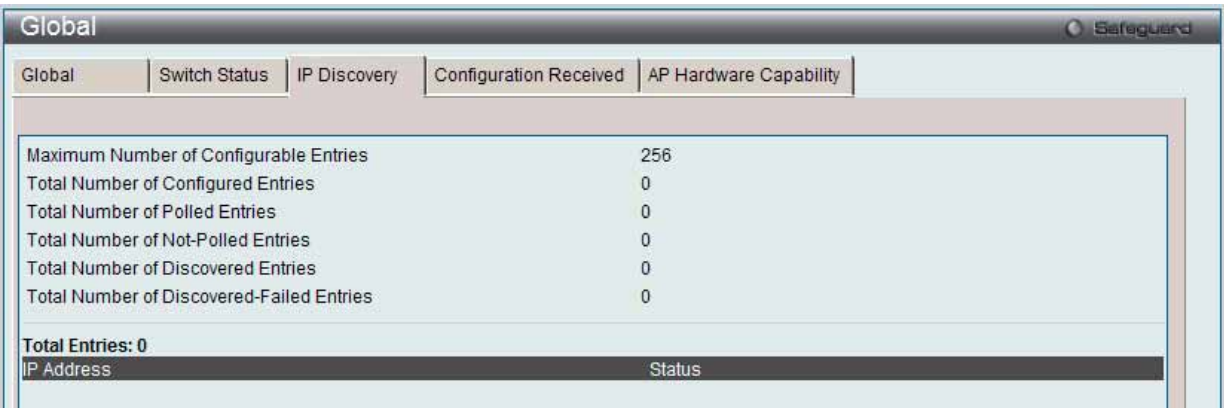 Global
Safeguard
Global Switch Status IP Discovery Configuration Received AP Hardware Capability
Maximum Number of Configurable Entries 256
Total Number of Configured Entries 0
Total Number of Polled Entries 0
Total Number of Not-Polled Entries 0
Total Number of Discovered Entries 0
Total Number of Discovered-Failed Entries 0
Total Entries: 0
IP Address Status